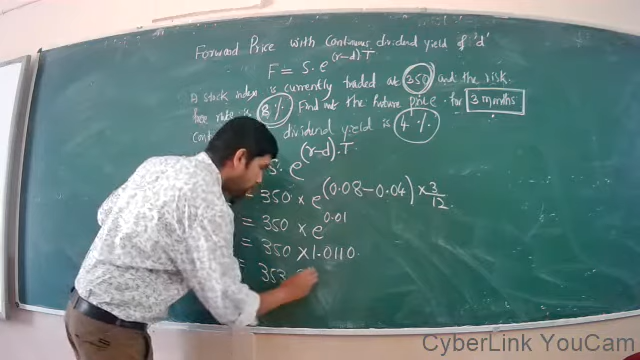 Forward Price with Continuous dividend yield of 'd'
F = S. e^(r-d)T
A stock index is currently traded at 350 and the risk
free rate is 8% Find out the future price for 3 months
dividend yield is 4%
S. e^(r-d).T
= 350 × e^(0.08-0.04) × 3/12
= 350 × e^0.01
= 350 × 1.0110
= 353
CyberLink YouCam